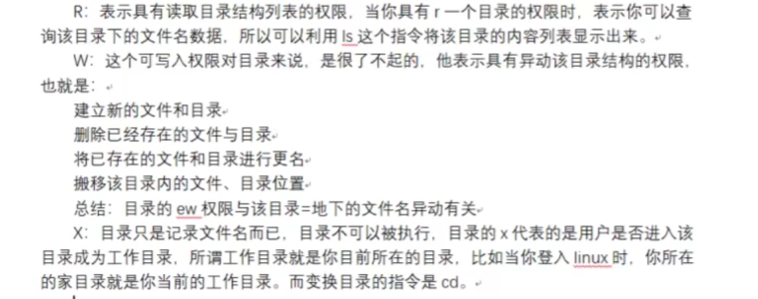 R：表示具有读取目录结构列表的权限，当你具有 r 一个目录的权限时，表示你可以查
询该目录下的文件名数据，所以可以利用 ls 这个指令将该目录的内容列表显示出来。
W：这个可写入权限对目录来说，是很了不起的，他表示具有异动该目录结构的权限，
也就是：
建立新的文件和目录
删除已经存在的文件与目录
将已存在的文件和目录进行更名
搬移该目录内的文件、目录位置
总结：目录的 ew 权限与该目录=地下的文件名异动有关
X：目录只是记录文件名而已，目录不可以被执行，目录的 x 代表的是用户是否进入该
目录成为工作目录，所谓工作目录就是你目前所在的目录，比如当你登入 linux 时，你所在
的家目录就是你当前的工作目录。而变换目录的指令是 cd。